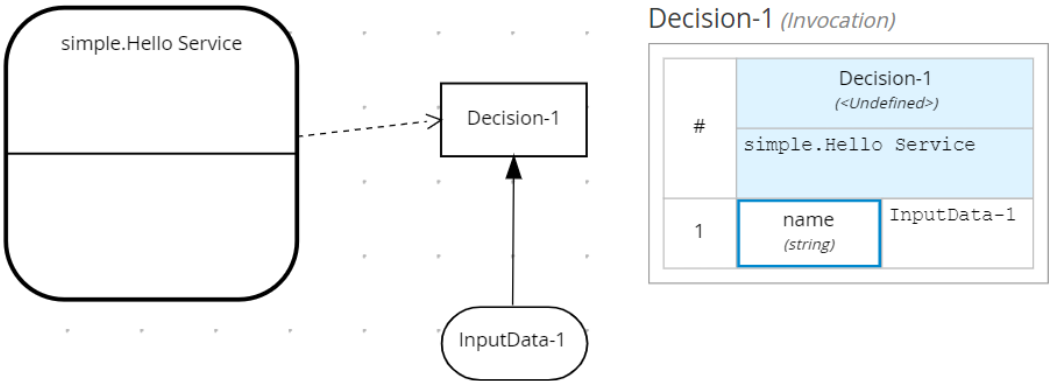 simple.Hello Service
Decision-1
InputData-1
Decision-1 (Invocation)
#
Decision-1
(<Undefined>)
simple.Hello Service
1
name
(string)
InputData-1